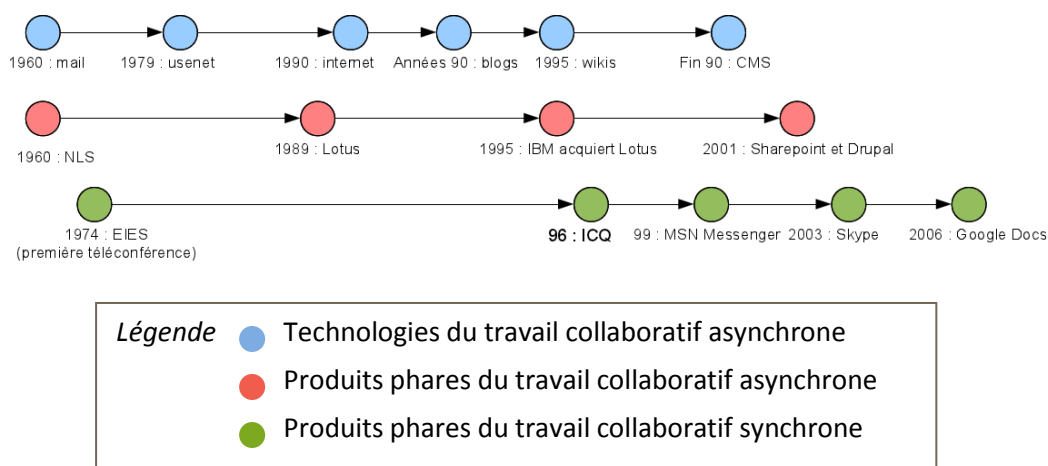 1960 : mail
1979 : usenet
1990 : internet
Années 90 : blogs
1995 : wikis
Fin 90 : CMS
1960 : NLS
1989 : Lotus
1995 : IBM acquiert Lotus
2001 : Sharepoint et Drupal
1974 : EIES
(première téléconférence)
96 : ICQ
99 : MSN Messenger
2003 : Skype
2006 : Google Docs
Légende
Technologies du travail collaboratif asynchrone
Produits phares du travail collaboratif asynchrone
Produits phares du travail collaboratif synchrone